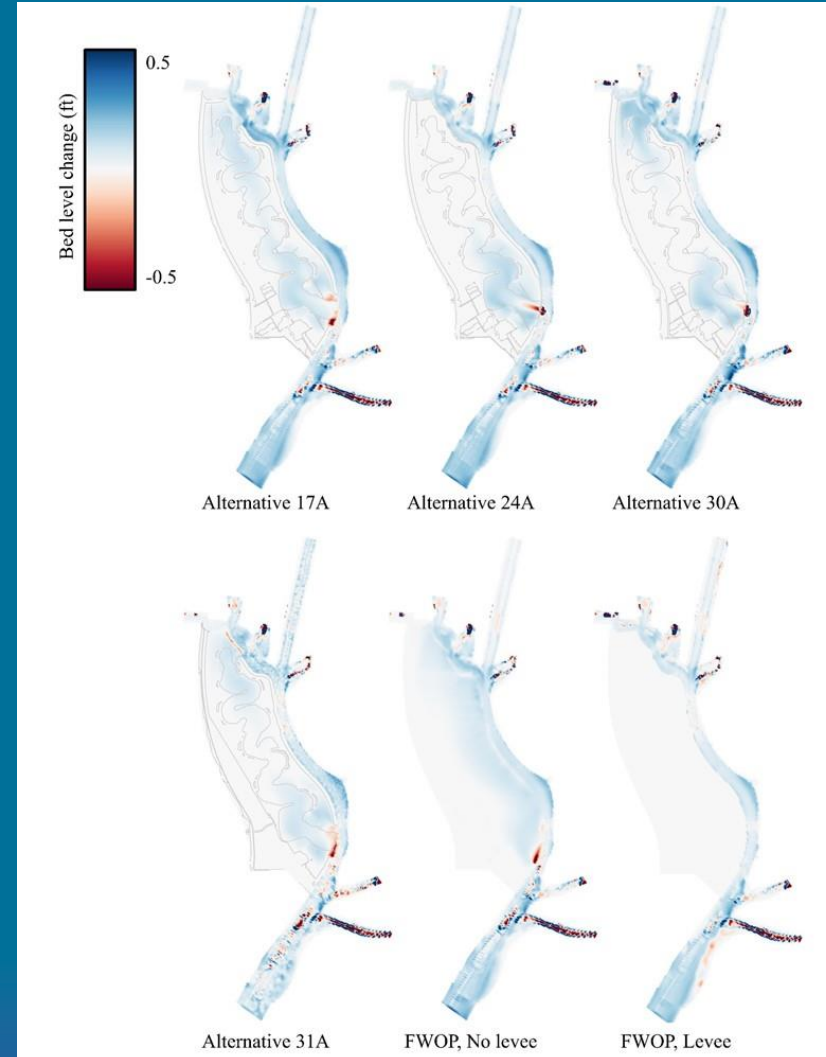 0.5
Bed level change (ft)
-0.5
Alternative 17A
Alternative 24A
Alternative 30A
Alternative 31A
FWOP, No levee
FWOP, Levee